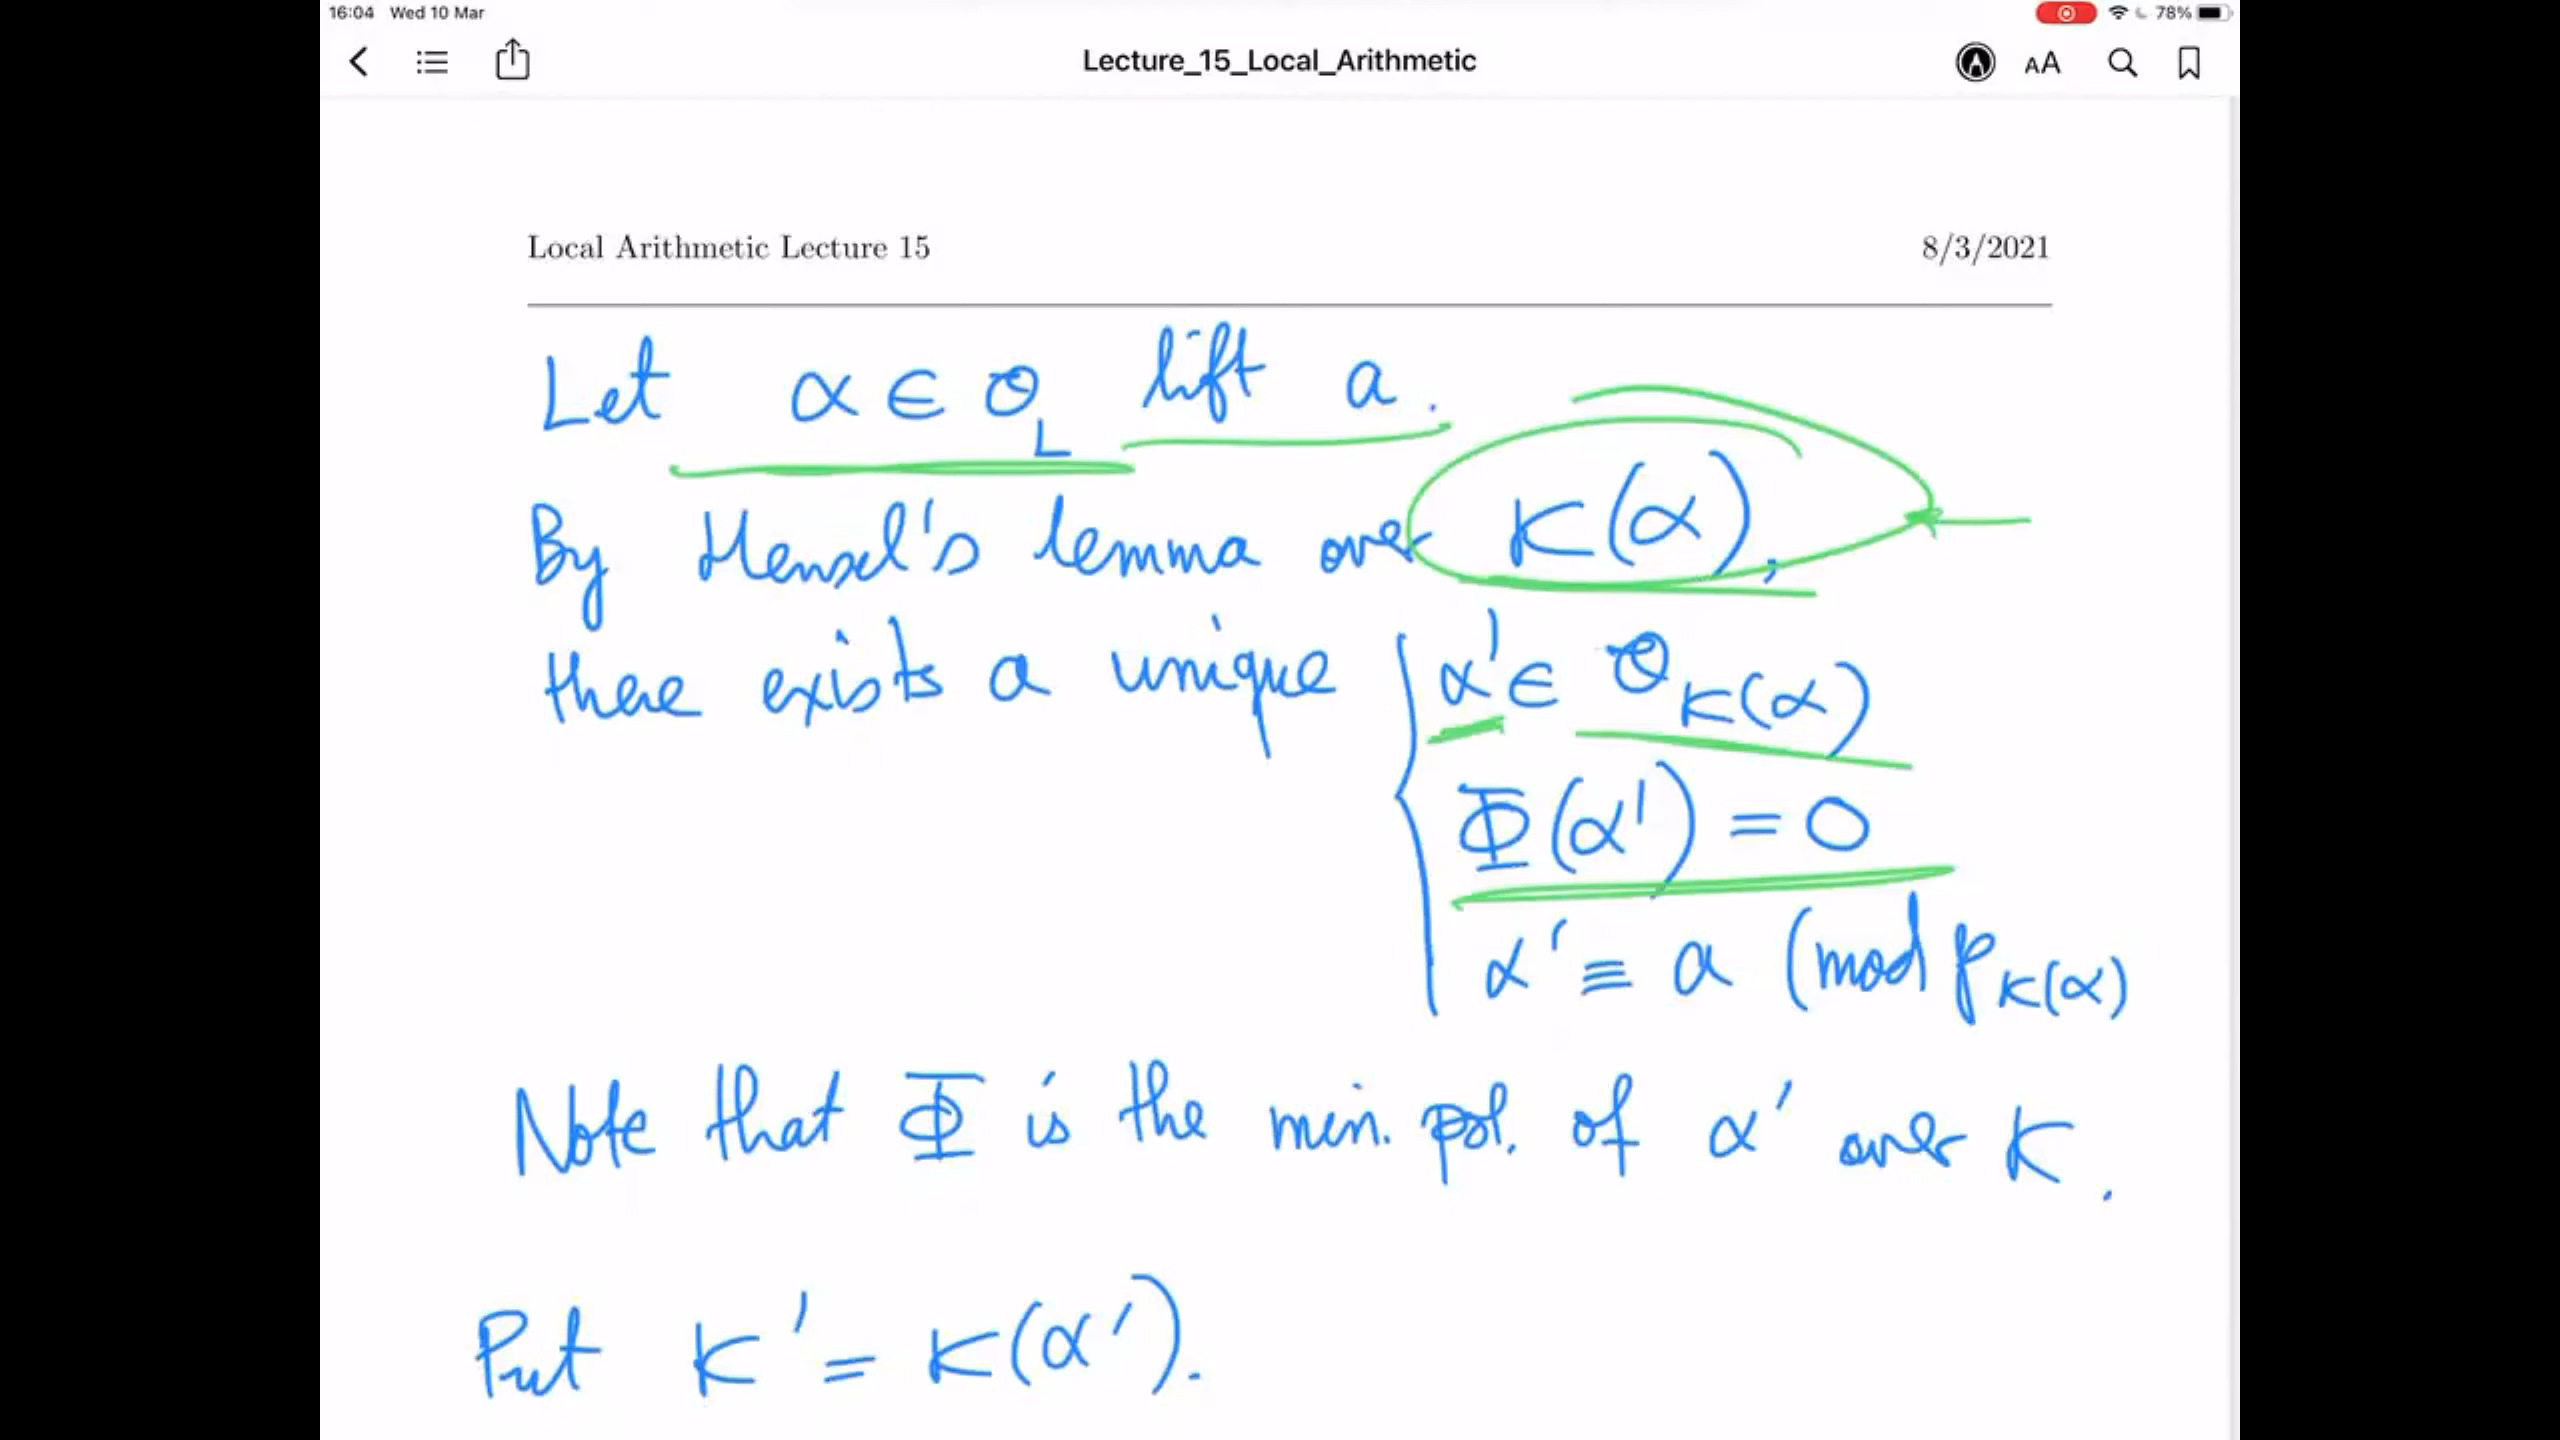 16:04 Wed 10 Mar 78%
Lecture_15_Local_Arithmetic
AA
Local Arithmetic Lecture 15 8/3/2021
Let α ∈ O_L lift a.
By Hensel's lemma over K(α),
there exists a unique { α' ∈ O_K(α)
Φ(α') = 0
α' ≡ a (mod p_K(α)
Note that Φ is the min. pol. of α' over K.
Put K' = K(α').